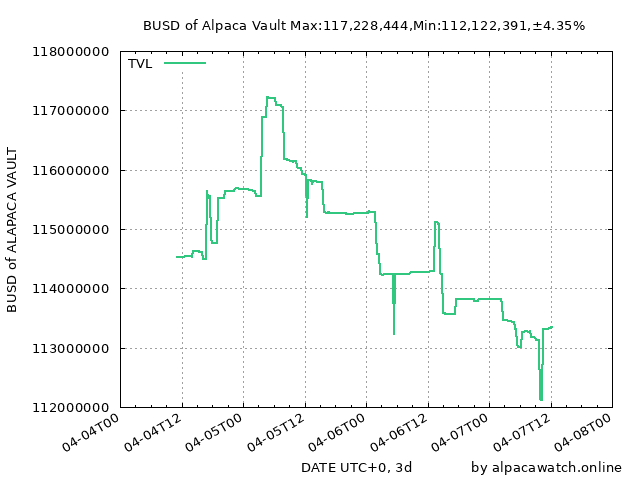 BUSD of Alpaca Vault Max:117,228,444,Min:112,122,391,±4.35%
118000000
TVL
117000000
116000000
115000000
114000000
113000000
112000000
BUSD of ALAPACA VAULT
04-04T00
04-04T12
04-05T00
04-05T12
04-06T00
04-06T12
04-07T00
04-07T12
04-08T00
DATE UTC+0, 3d
by alpacawatch.online